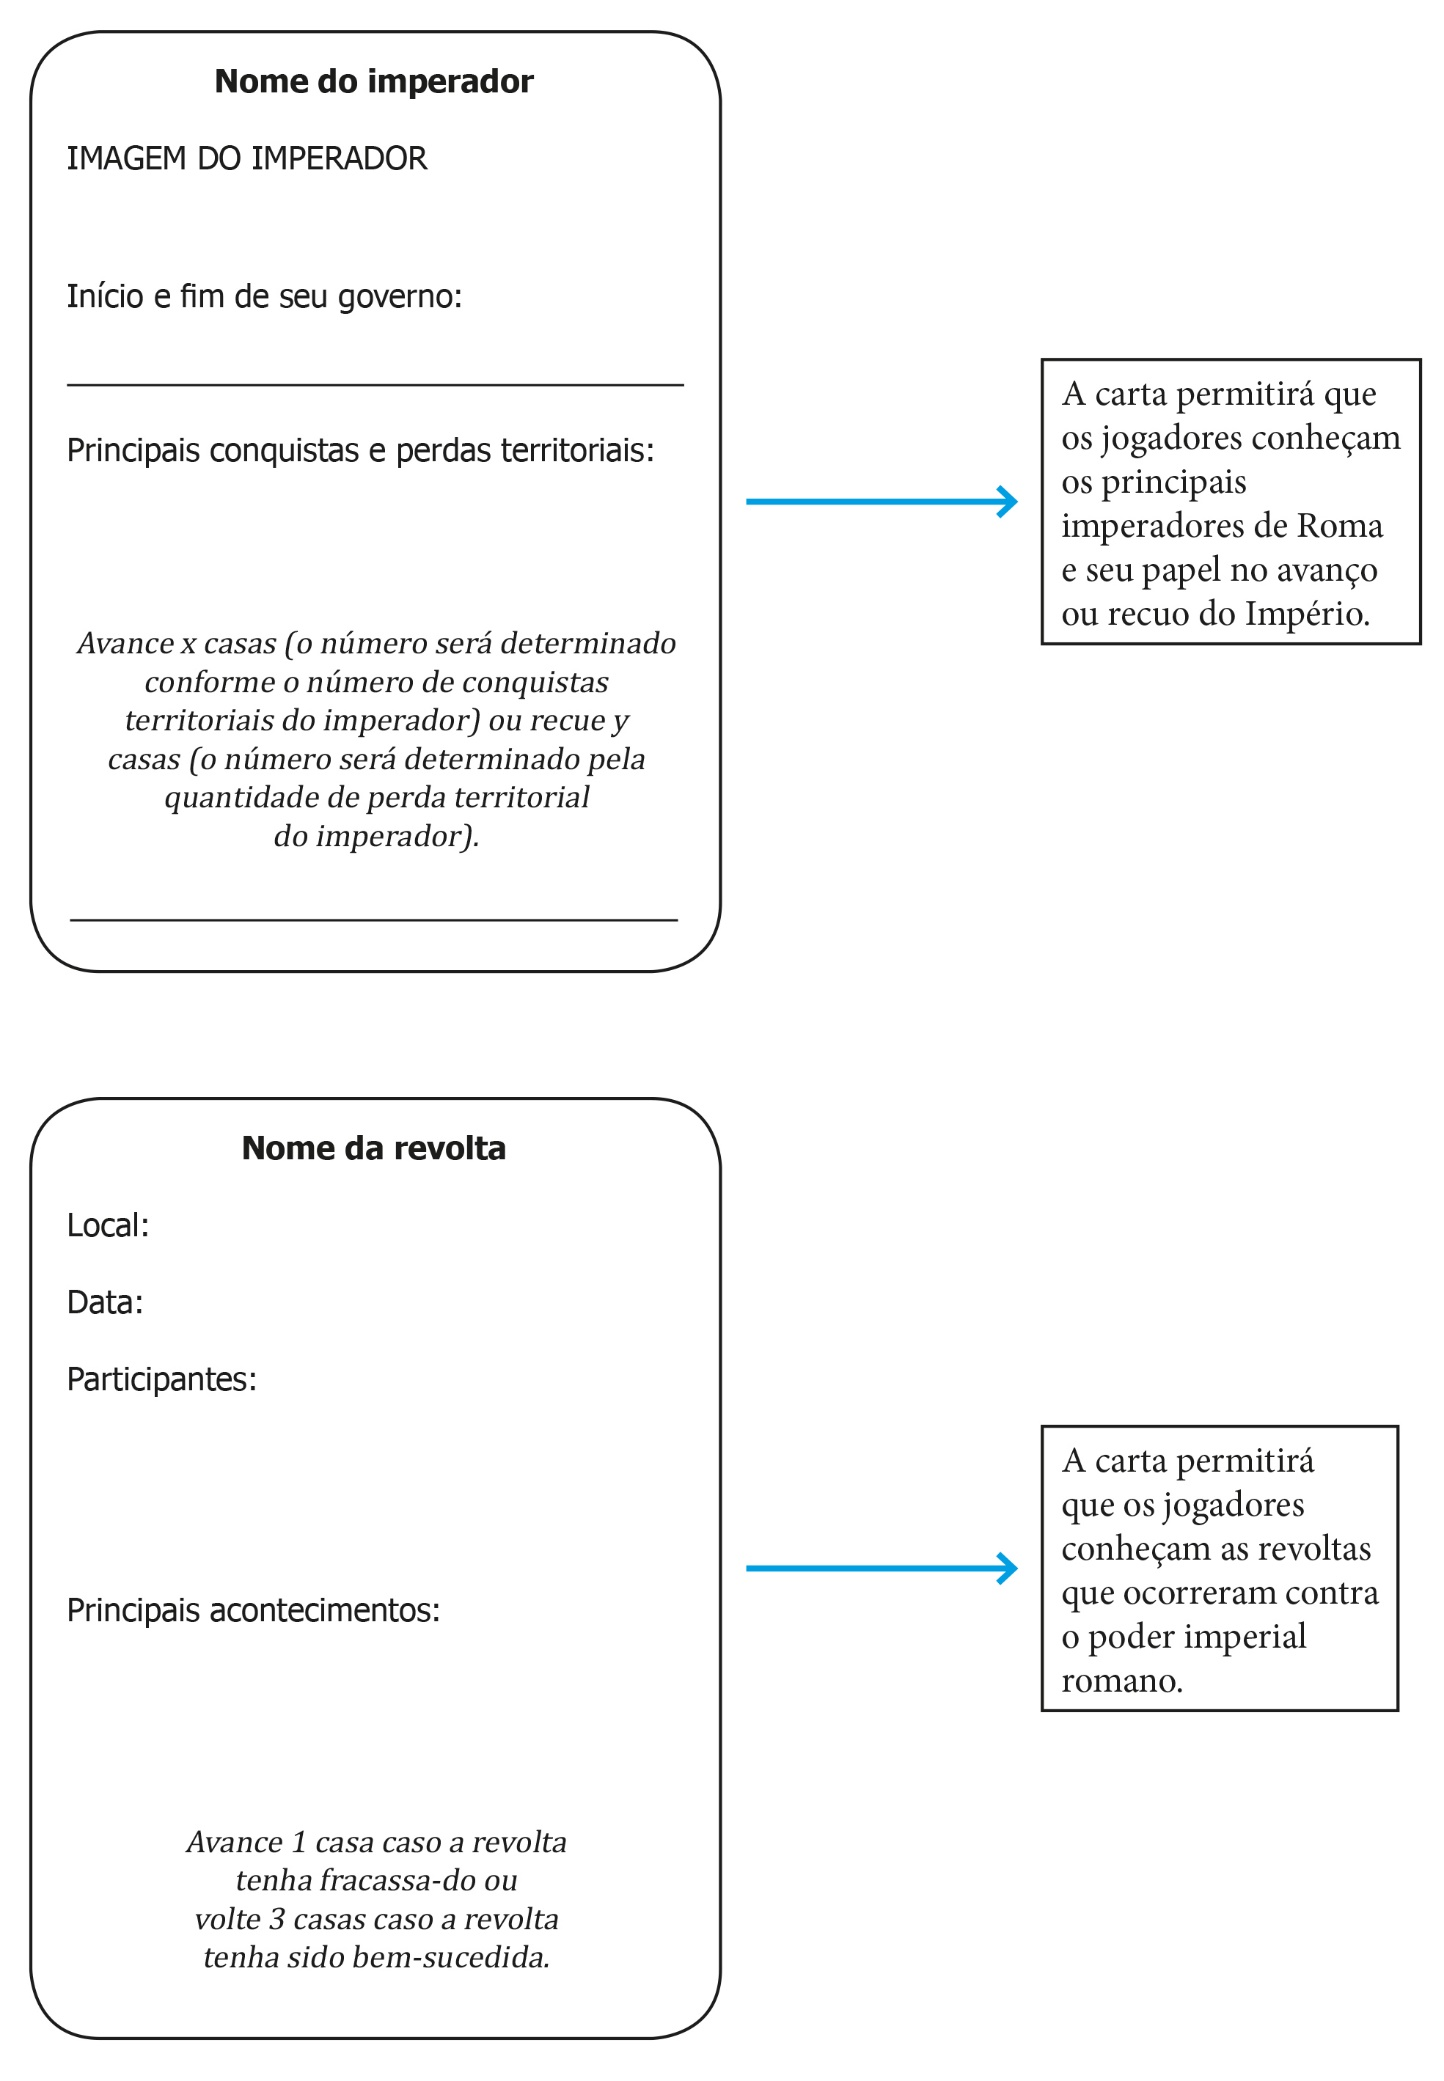 Nome do imperador
IMAGEM DO IMPERADOR
Início e fim de seu governo:
Principais conquistas e perdas territoriais:
Avance x casas (o número será determinado
conforme o número de conquistas
territoriais do imperador) ou recue y
casas (o número será determinado pela
quantidade de perda territorial
do imperador).
A carta permitirá que
os jogadores conheçam
os principais
imperadores de Roma
e seu papel no avanço
ou recuo do Império.
Nome da revolta
Local:
Data:
Participantes:
Principais acontecimentos:
Avance 1 casa caso a revolta
tenha fracassa-do ou
volte 3 casas caso a revolta
tenha sido bem-sucedida.
A carta permitirá
que os jogadores
conheçam as revoltas
que ocorreram contra
o poder imperial
romano.